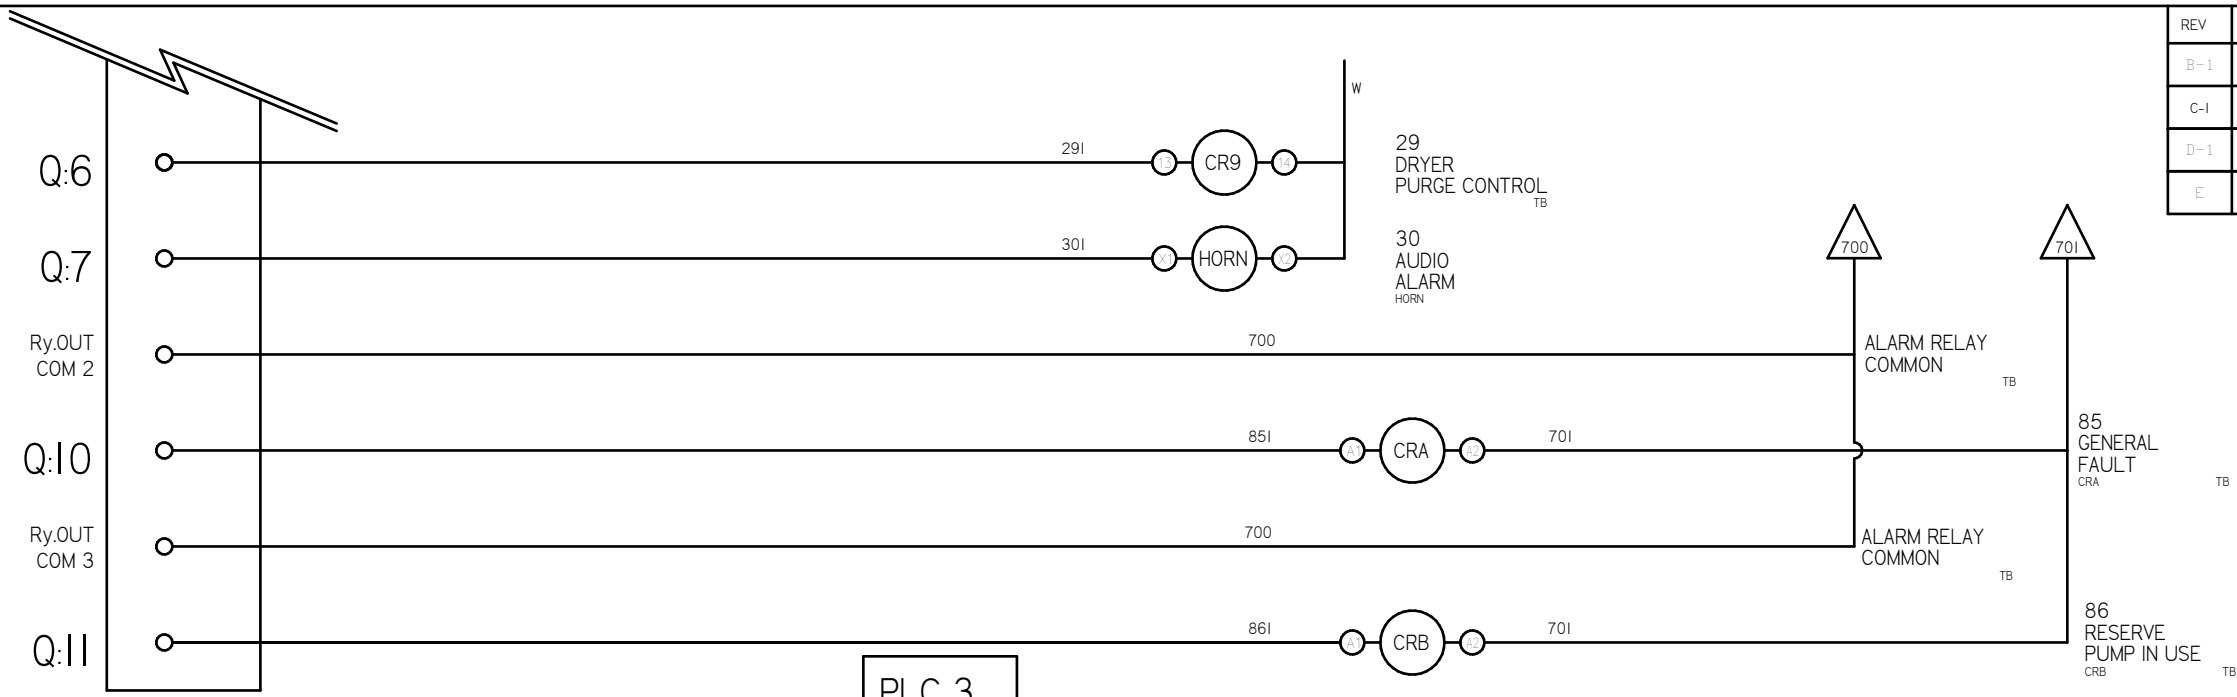 REV
B-1
C-1
D-1
E
W
Q:6
291
13
CR9
14
29
DRYER
PURGE CONTROL
TB
Q:7
301
X1
HORN
X2
30
AUDIO
ALARM
HORN
700
701
Ry.OUT
COM 2
700
ALARM RELAY
COMMON
TB
Q:10
851
A1
CRA
A2
701
85
GENERAL
FAULT
CRA
TB
Ry.OUT
COM 3
700
ALARM RELAY
COMMON
TB
Q:11
861
A1
CRB
A2
701
86
RESERVE
PUMP IN USE
CRB
TB
PLC 3